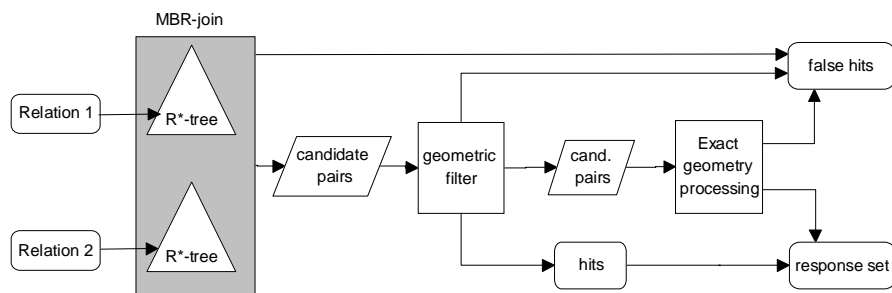 MBR-join
Relation 1
R*-tree
false hits
candidate
pairs
geometric
filter
cand.
pairs
Exact
geometry
processing
Relation 2
R*-tree
hits
response set